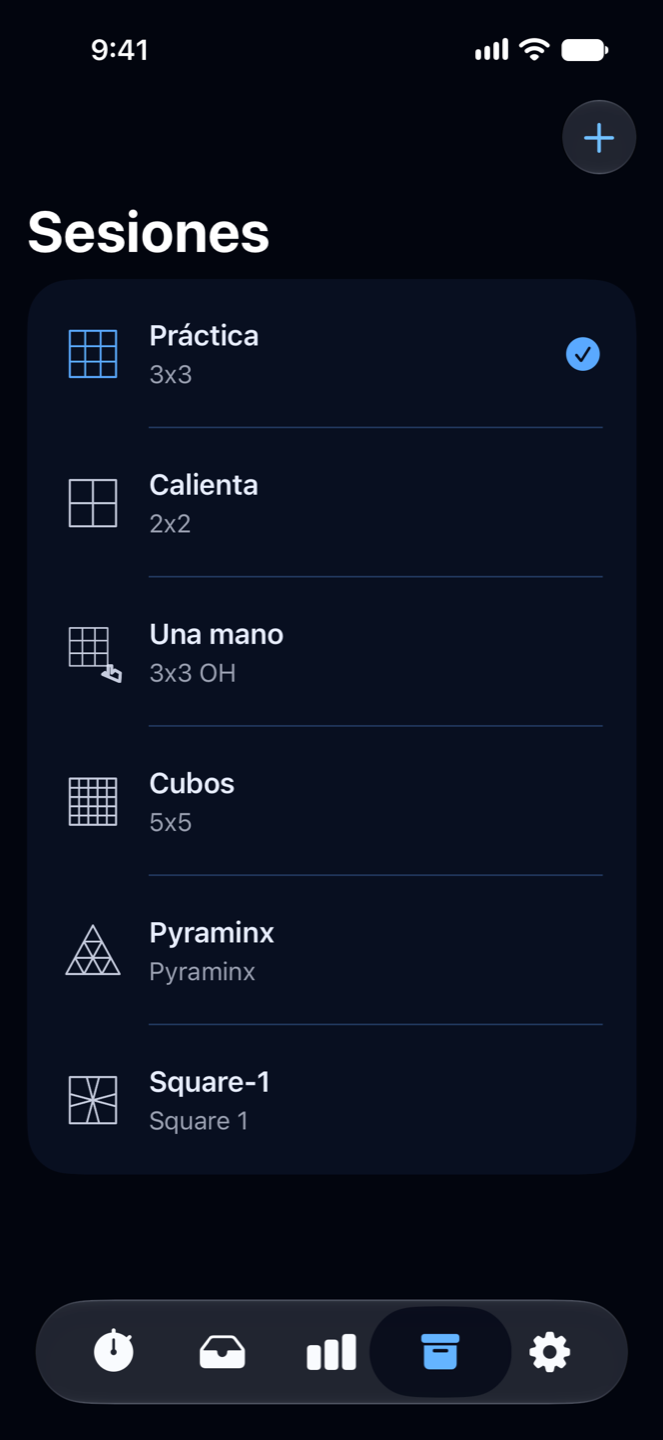 9:41
Sesiones
Práctica
3x3
Calienta
2x2
Una mano
3x3 OH
Cubos
5x5
Pyraminx
Pyraminx
Square-1
Square 1